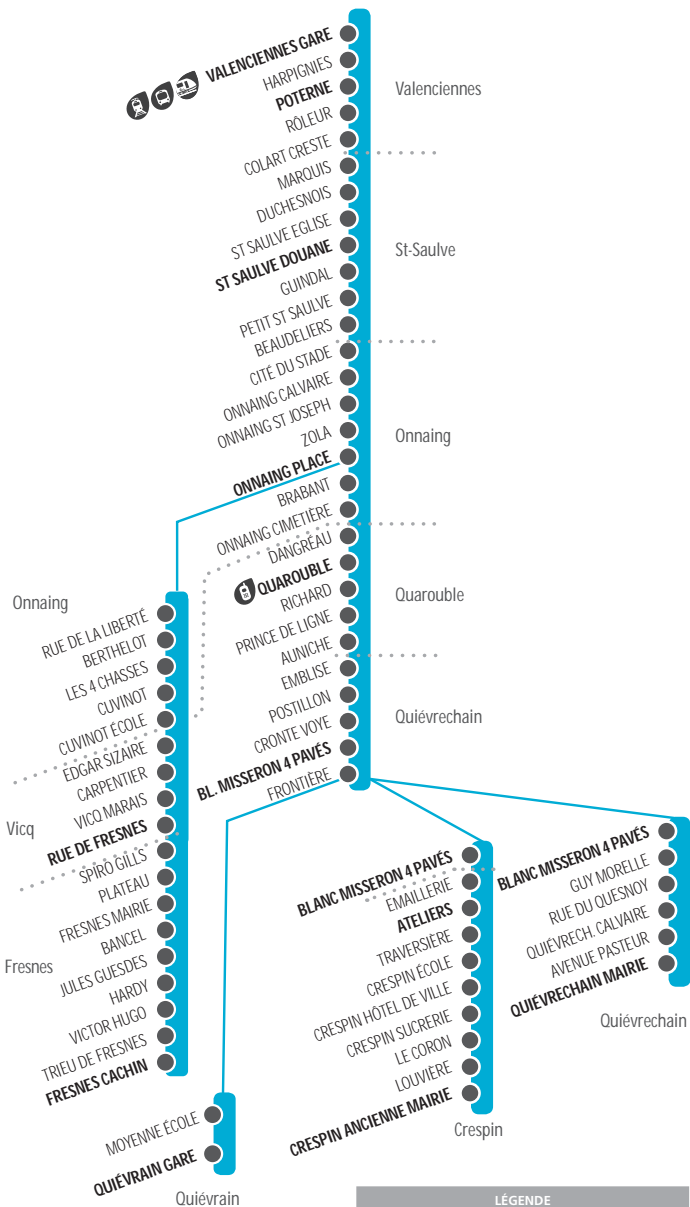 VALENCIENNES GARE
HARPIGNIES
POTERNE
RÔLEUR
COLART CRESTE
Valenciennes
MARQUIS
DUCHESNOIS
ST SAULVE EGLISE
ST SAULVE DOUANE
GUINDAL
PETIT ST SAULVE
BEAUDELIERS
St-Saulve
CITÉ DU STADE
ONNAING CALVAIRE
ONNAING ST JOSEPH
ZOLA
ONNAING PLACE
BRABANT
ONNAING CIMETIÈRE
Onnaing
DANGRÉAU
QUAROUBLE
RICHARD
PRINCE DE LIGNE
AUNICHE
Quarouble
EMBLISE
POSTILLON
CRONTE VOYE
BL. MISSERON 4 PAVÉS
FRONTIÈRE
Quiévrechain
Onnaing
RUE DE LA LIBERTÉ
BERTHELOT
LES 4 CHASSES
CUVINOT
CUVINOT ÉCOLE
EDGAR SIZAIRE
CARPENTIER
VICQ MARAIS
RUE DE FRESNES
Vicq
SPIRO GILLS
PLATEAU
FRESNES MAIRIE
BANCEL
JULES GUESDES
HARDY
VICTOR HUGO
TRIEU DE FRESNES
FRESNES CACHIN
Fresnes
MOYENNE ÉCOLE
QUIÉVRAIN GARE
Quiévrain
BLANC MISSERON 4 PAVÉS
EMAILLERIE
ATELIERS
TRAVERSIÈRE
CRESPIN ÉCOLE
CRESPIN HÔTEL DE VILLE
CRESPIN SUCRERIE
LE CORON
LOUVIÈRE
CRESPIN ANCIENNE MAIRIE
Crespin
BLANC MISSERON 4 PAVÉS
GUY MORELLE
RUE DU QUESNOY
QUIÉVRECH. CALVAIRE
AVENUE PASTEUR
QUIÉVRECHAIN MAIRIE
Quiévrechain
LÉGENDE